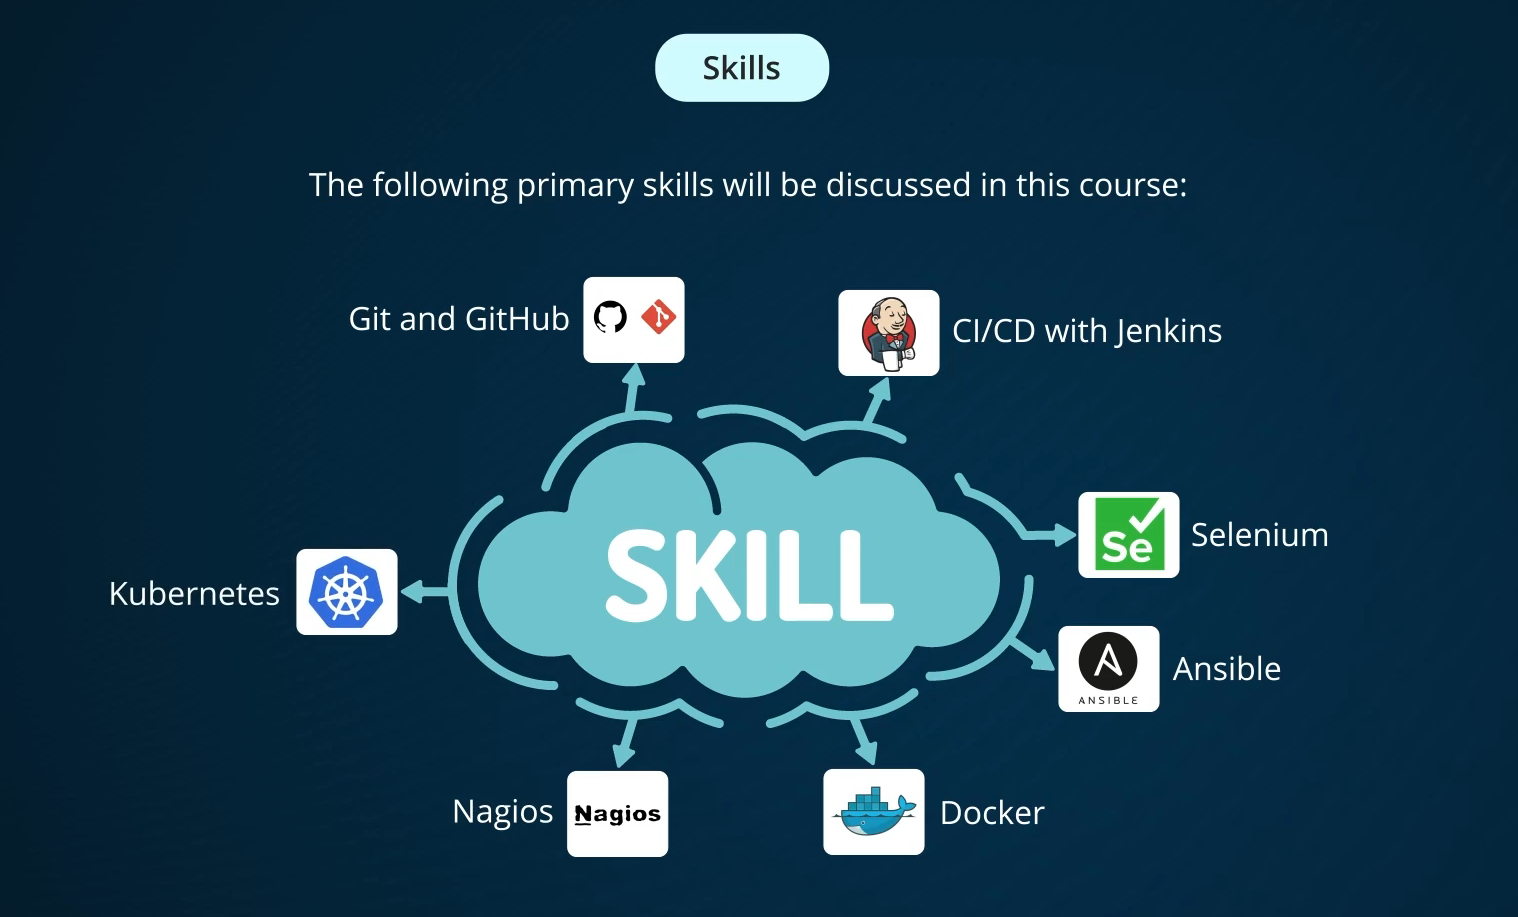 Skills
The following primary skills will be discussed in this course:
Git and GitHub
CI/CD with Jenkins
SKILL
Se
Selenium
Kubernetes
ANSIBLE
Ansible
Nagios
Nagios
Docker